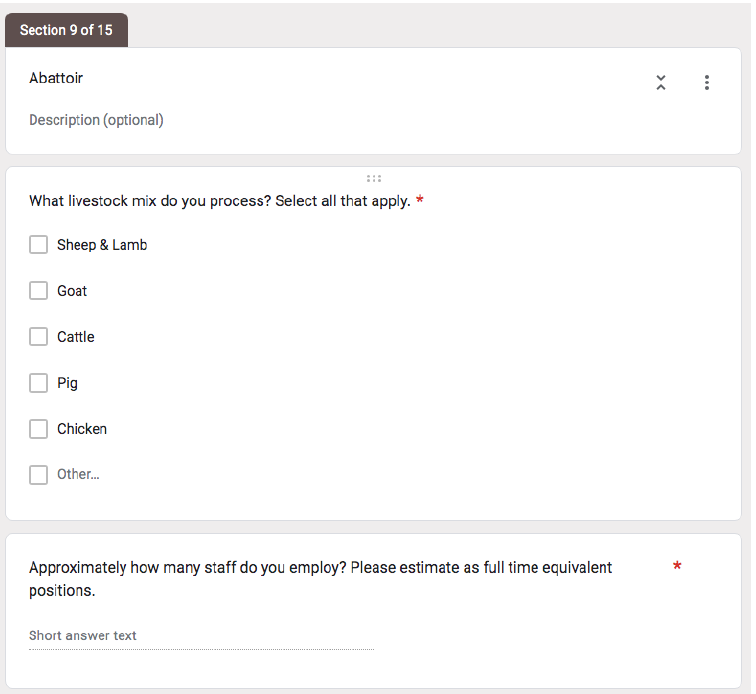 Section 9 of 15
Abattoir
Description (optional)
What livestock mix do you process? Select all that apply. *
Sheep & Lamb
Goat
Cattle
Pig
Chicken
Other...
Approximately how many staff do you employ? Please estimate as full time equivalent *
positions.
Short answer text